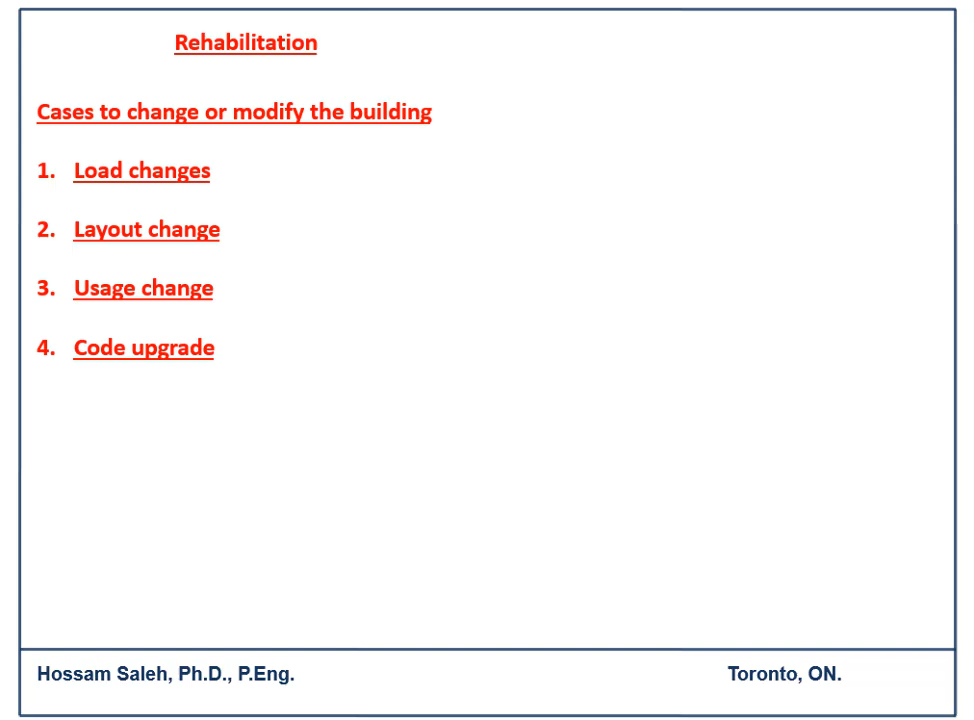 Rehabilitation
Cases to change or modify the building
1. Load changes
2. Layout change
3. Usage change
4. Code upgrade
Hossam Saleh, Ph.D., P.Eng. Toronto, ON.